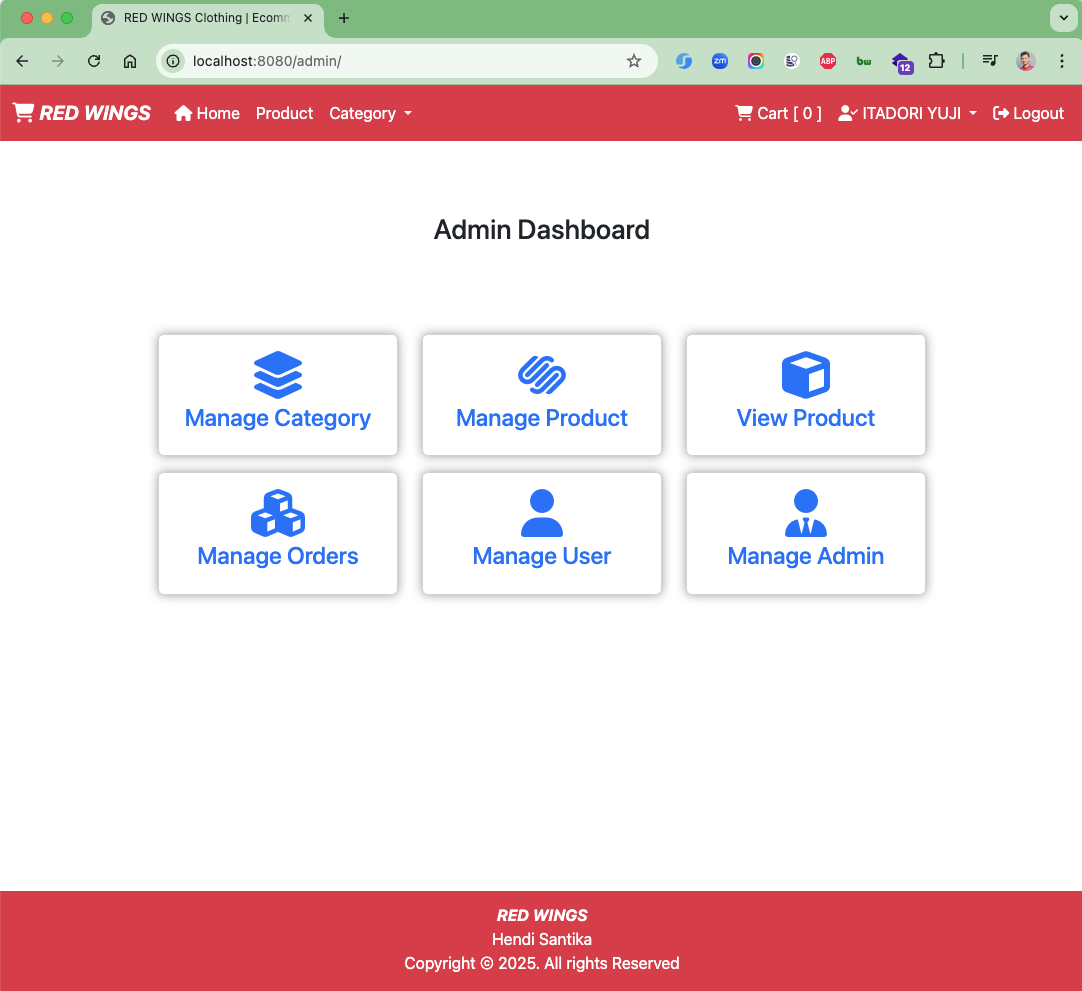 RED WINGS Clothing | Ecomm
localhost:8080/admin/
zm
ABP
bw
12
RED WINGS Home Product Category Cart [ 0 ] ITADORI YUJI Logout
Admin Dashboard
Manage Category Manage Product View Product
Manage Orders Manage User Manage Admin
RED WINGS
Hendi Santika
Copyright © 2025. All rights Reserved